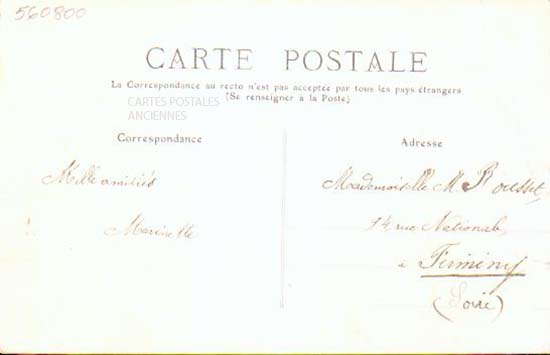 560800
CARTE POSTALE
La Correspondance au recto n'est pas acceptée par tous les pays étrangers
(Se renseigner à la Poste)
CARTES POSTALES
ANCIENNES
Correspondance
Mille amitiés
Marinette
Adresse
Mademoiselle M. Rousset
14 rue Nationale
à Firminy
(Loire)